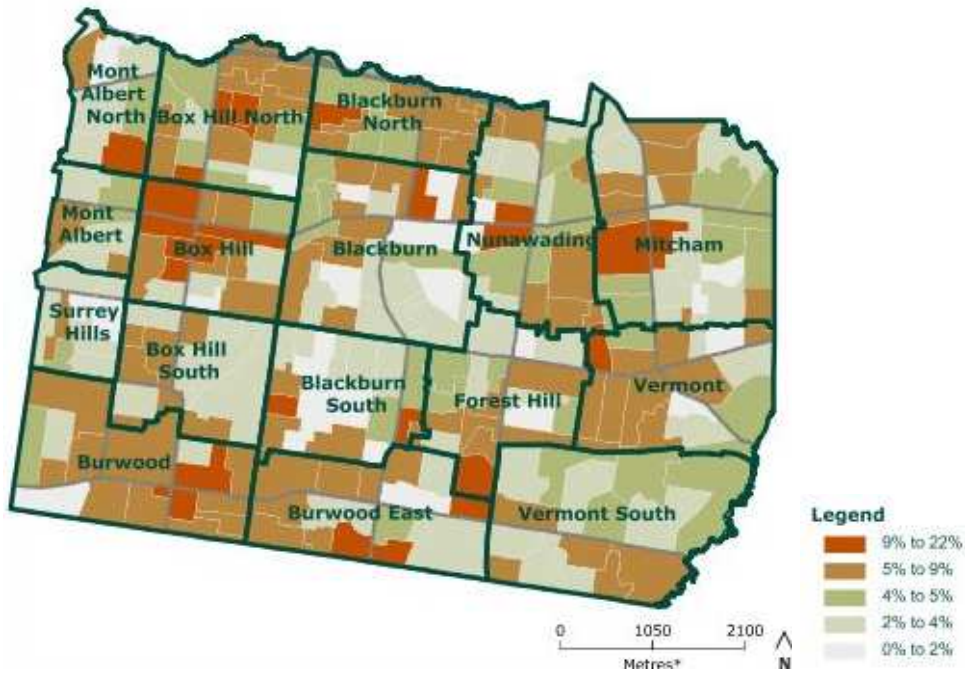 Mont
Albert
North
Box Hill North
Blackburn
North
Mont
Albert
Box Hill
Blackburn
Nunawading
Mitcham
Surrey
Hills
Box Hill
South
Blackburn
South
Forest Hill
Vermont
Burwood
Burwood East
Vermont South
Legend
9% to 22%
5% to 9%
4% to 5%
2% to 4%
0% to 2%
0 1050 2100
Metres*
N